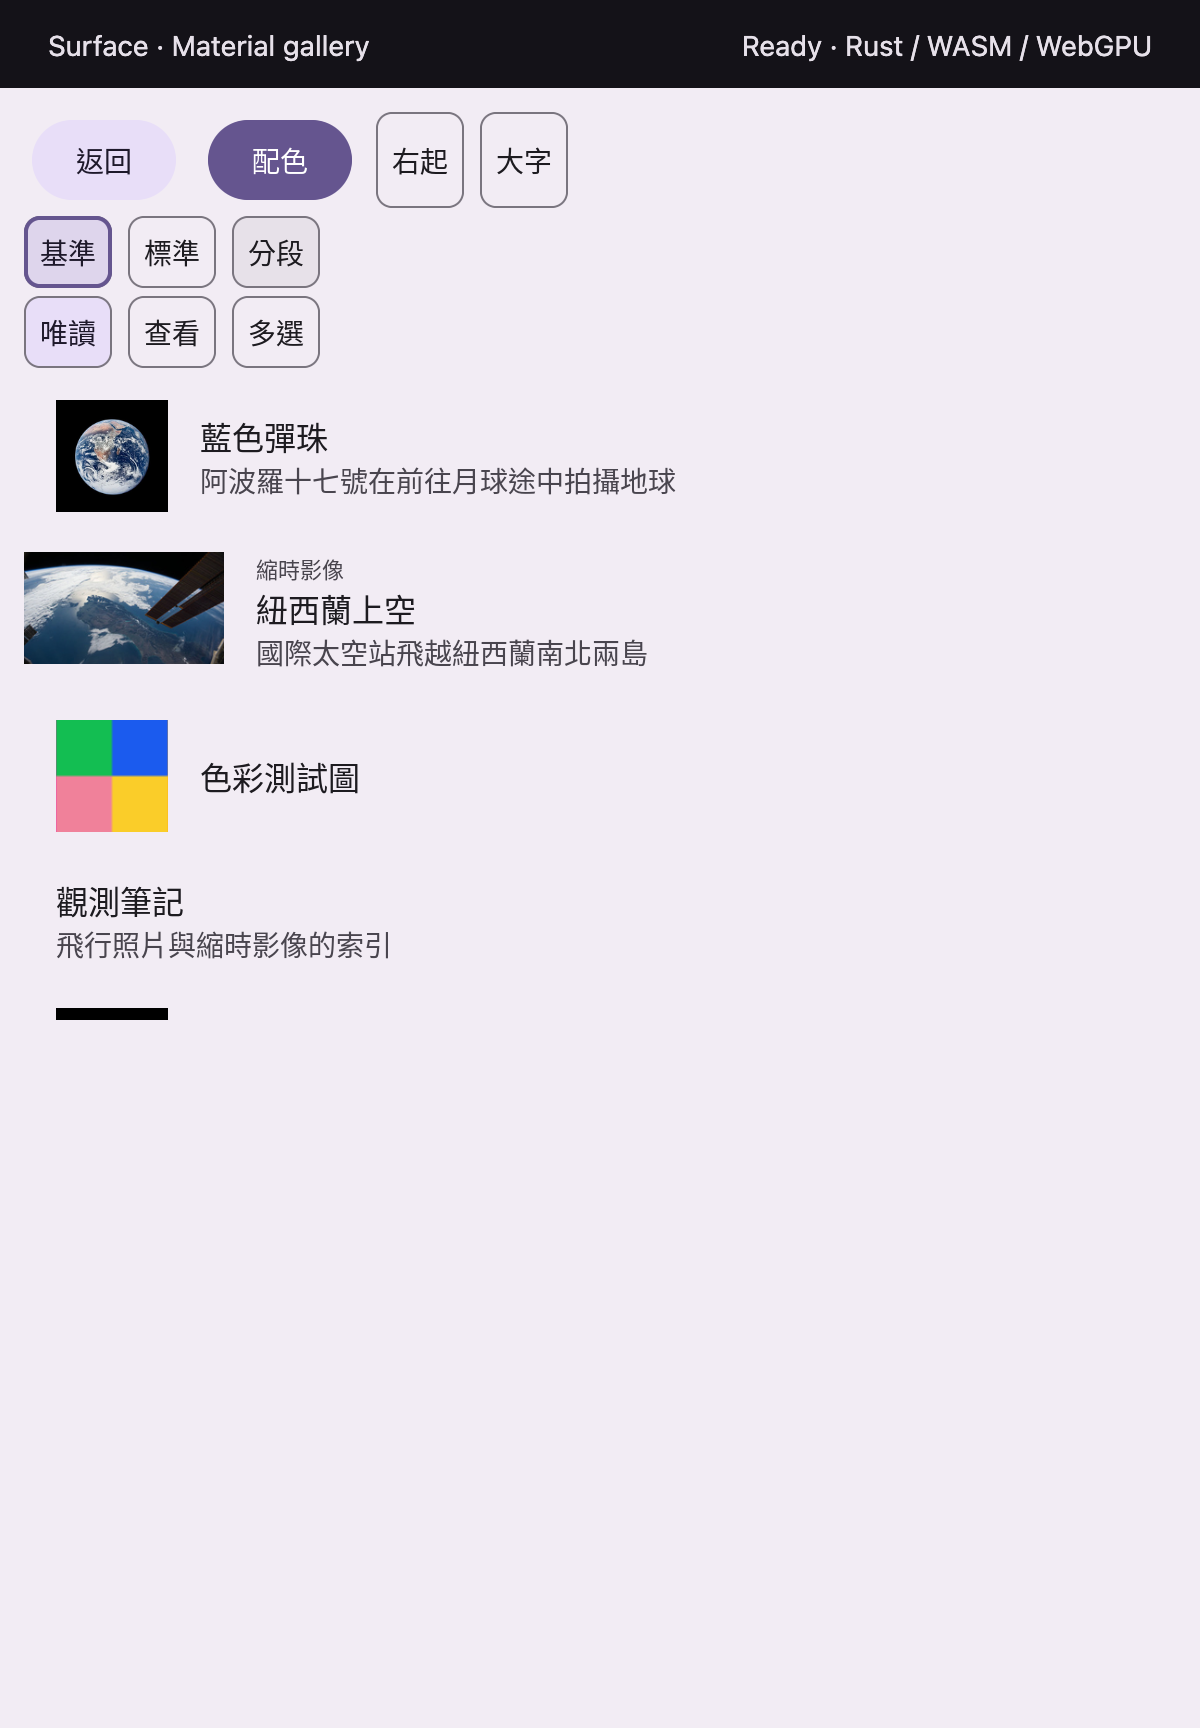 Surface · Material gallery
Ready · Rust / WASM / WebGPU
返回 配色 右起 大字
基準 標準 分段
唯讀 查看 多選
藍色彈珠
阿波羅十七號在前往月球途中拍攝地球
縮時影像
紐西蘭上空
國際太空站飛越紐西蘭南北兩島
色彩測試圖
觀測筆記
飛行照片與縮時影像的索引